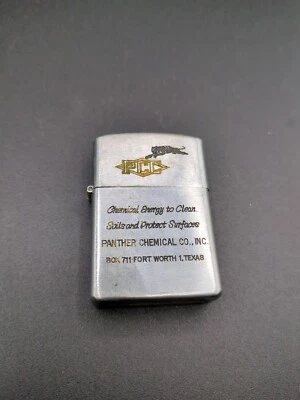 PCC
Chemical Energy to Clean
Soils and Protect Surfaces
PANTHER CHEMICAL CO., INC.
BOX 711-FORT WORTH 1, TEXAS